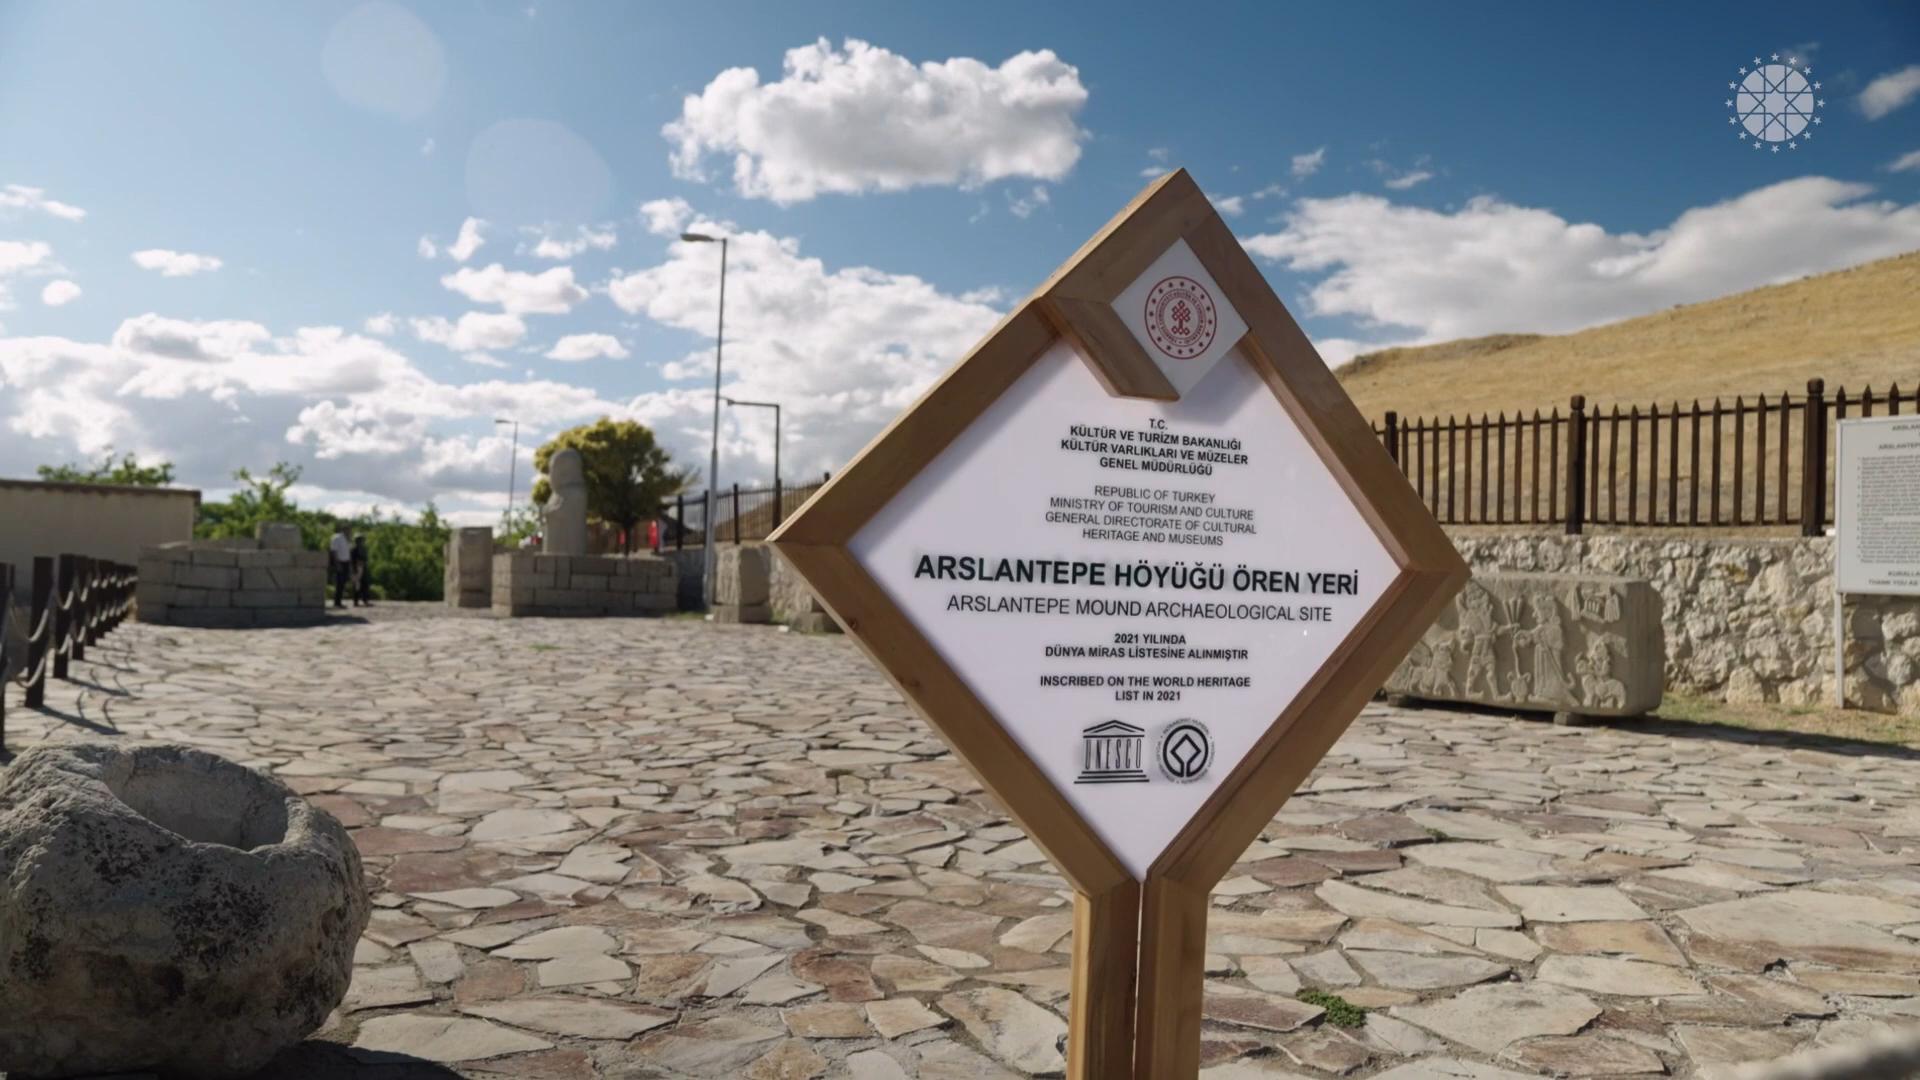 T.C.
KÜLTÜR VE TURİZM BAKANLIĞI
KÜLTÜR VARLIKLARI VE MÜZELER
GENEL MÜDÜRLÜĞÜ
REPUBLIC OF TURKEY
MINISTRY OF TOURISM AND CULTURE
GENERAL DIRECTORATE OF CULTURAL
HERITAGE AND MUSEUMS
ARSLANTEPE HÖYÜĞÜ ÖREN YERİ
ARSLANTEPE MOUND ARCHAEOLOGICAL SITE
2021 YILINDA
DÜNYA MİRAS LİSTESİNE ALINMIŞTIR
INSCRIBED ON THE WORLD HERITAGE
LIST IN 2021
UNESCO